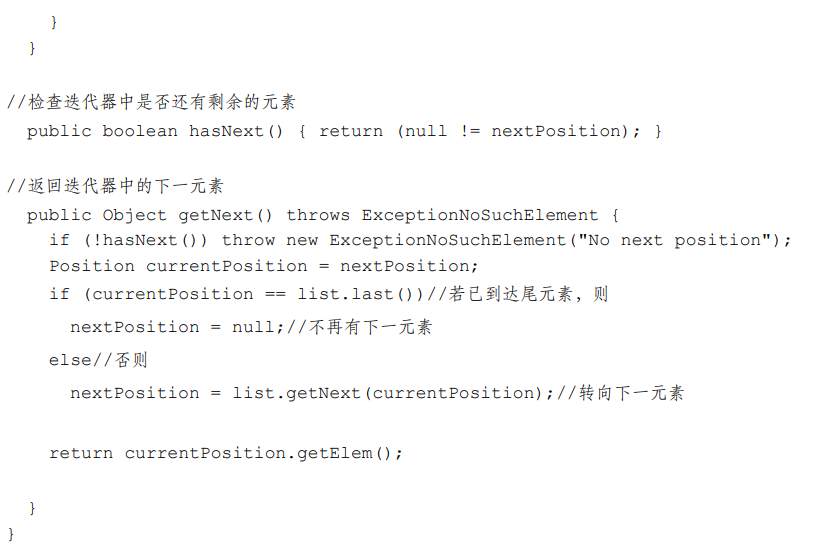 }
  }
//检查迭代器中是否还有剩余的元素
  public boolean hasNext() { return (null != nextPosition); }
//返回迭代器中的下一元素
  public Object getNext() throws ExceptionNoSuchElement {
    if (!hasNext()) throw new ExceptionNoSuchElement("No next position");
    Position currentPosition = nextPosition;
    if (currentPosition == list.last())//若已到达尾元素，则
      nextPosition = null;//不再有下一元素
    else//否则
      nextPosition = list.getNext(currentPosition);//转向下一元素
    return currentPosition.getElem();
  }
}